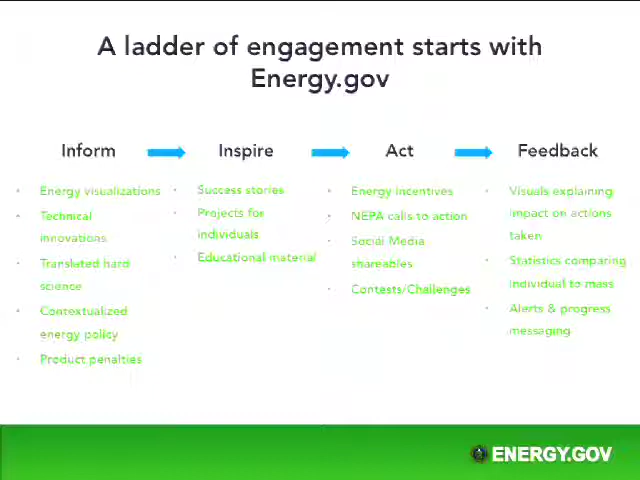 A ladder of engagement starts with
Energy.gov
Inform
Inspire
Act
Feedback
• Energy visualizations
• Technical
innovations
• Translated hard
science
• Contextualized
energy policy
• Product penalties
• Success stories
• Projects for
individuals
• Educational material
• Energy incentives
• NEPA calls to action
• Social Media
shareables
• Contests/Challenges
• Visuals explaining
impact on actions
taken
• Statistics comparing
individual to mass
• Alerts & progress
messaging
ENERGY.GOV